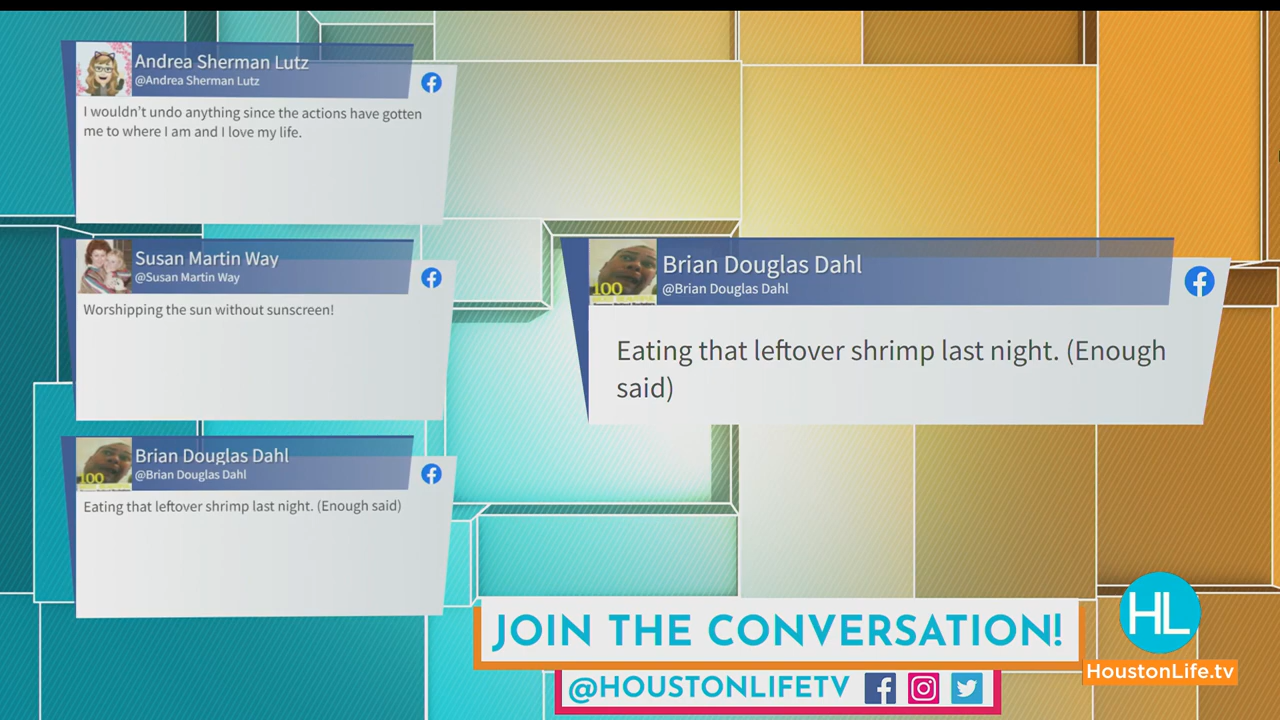 Andrea Sherman Lutz
@Andrea Sherman Lutz
I wouldn't undo anything since the actions have gotten
me to where I am and I love my life.
Susan Martin Way
@Susan Martin Way
Worshipping the sun without sunscreen!
Brian Douglas Dahl
@Brian Douglas Dahl
100
Eating that leftover shrimp last night. (Enough said)
Brian Douglas Dahl
@Brian Douglas Dahl
100
Eating that leftover shrimp last night. (Enough
said)
JOIN THE CONVERSATION!
@HOUSTONLIFETV
HL
HoustonLife.tv